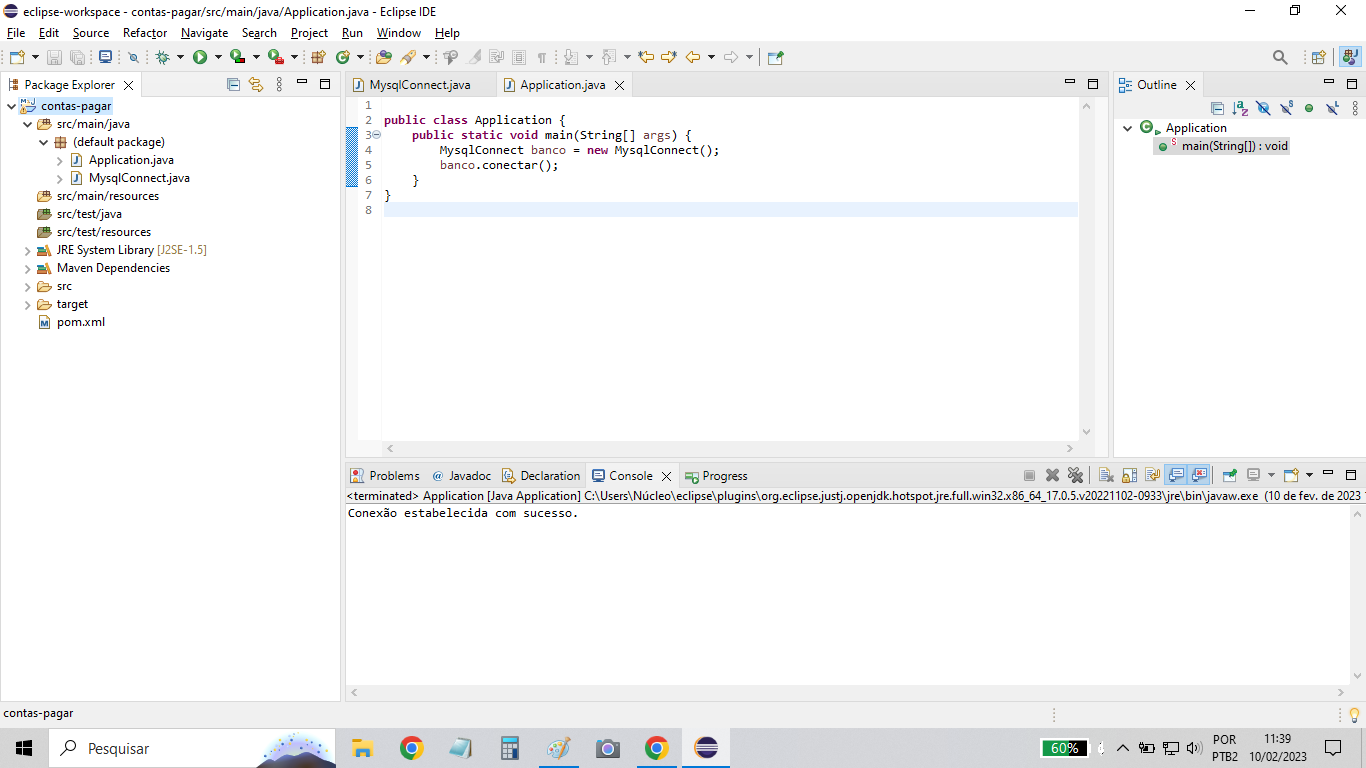 eclipse-workspace - contas-pagar/src/main/java/Application.java - Eclipse IDE
File Edit Source Refactor Navigate Search Project Run Window Help
Package Explorer
contas-pagar
src/main/java
(default package)
Application.java
MysqlConnect.java
src/main/resources
src/test/java
src/test/resources
JRE System Library [J2SE-1.5]
Maven Dependencies
src
target
pom.xml
MysqlConnect.java Application.java
1
2 public class Application {
3 public static void main(String[] args) {
4 MysqlConnect banco = new MysqlConnect();
5 banco.conectar();
6 }
7 }
8
Outline
Application
main(String[]) : void
Problems @ Javadoc Declaration Console Progress
<terminated> Application [Java Application] C:\Users\Núcleo\eclipse\plugins\org.eclipse.justj.openjdk.hotspot.jre.full.win32.x86_64_17.0.5.v20221102-0933\jre\bin\javaw.exe (10 de fev. de 2023
Conexão estabelecida com sucesso.
contas-pagar
Pesquisar
60%
POR
PTB2
11:39
10/02/2023